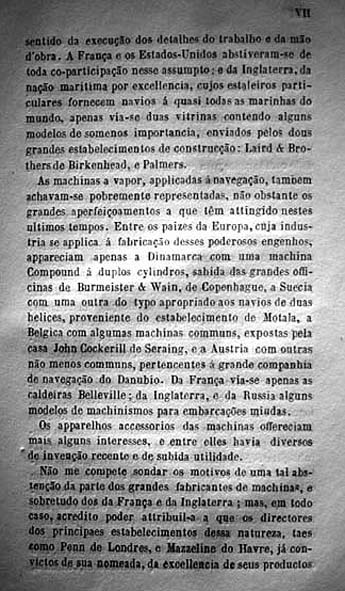 VII
sentido da execução dos detalhes do trabalho e da mão
d'obra. A França e os Estados-Unidos abstiveram-se de
toda co-participação nesse assumpto; e da Inglaterra, da
nação maritima por excellencia, cujos estaleiros parti-
culares fornecem navios á quasi todas as marinhas do
mundo, apenas via-se duas vitrinas contendo alguns
modelos de somenos importancia, enviados pelos dous
grandes estabelecimentos de construcção: Laird & Bro-
thers de Birkenhead, e Palmers.
As machinas a vapor, applicadas á navegação, tambem
achavam-se pobremente representadas, não obstante os
grandes aperfeiçoamentos a que têm attingido nestes
ultimos tempos. Entre os paizes da Europa, cuja indus-
tria se applica á fabricação desses poderosos engenhos,
appareciam apenas a Dinamarca com uma machina
Compound á duplos cylindros, sahida das grandes offi-
cinas de Burmeister & Wain, de Copenhague, a Suecia
com uma outra do typo apropriado aos navios de duas
helices, proveniente do estabelecimento de Motala, a
Belgica com algumas machinas communs, expostas pela
casa John Cockerill de Seraing, e a Austria com outras
não menos communs, pertencentes á grande companhia
de navegação do Danubio. Da França via-se apenas as
caldeiras Belleville; da Inglaterra, e da Russia alguns
modelos de machinismos para embarcações miudas.
Os apparelhos accessorios das machinas offereciam
mais alguns interesses, e entre elles havia diversos
de invenção recente e de subida utilidade.
Não me compete sondar os motivos de uma tal abs-
tenção da parte dos grandes fabricantes de machinas, e
sobretudo dos da França e da Inglaterra; mas, em todo
caso, acredito poder attribuil-a a que os directores
dos principaes estabelecimentos dessa natureza, taes
como Penn de Londres, e Mazzeline do Havre, já con-
victos de sua nomeada, da excellencia de seus productos